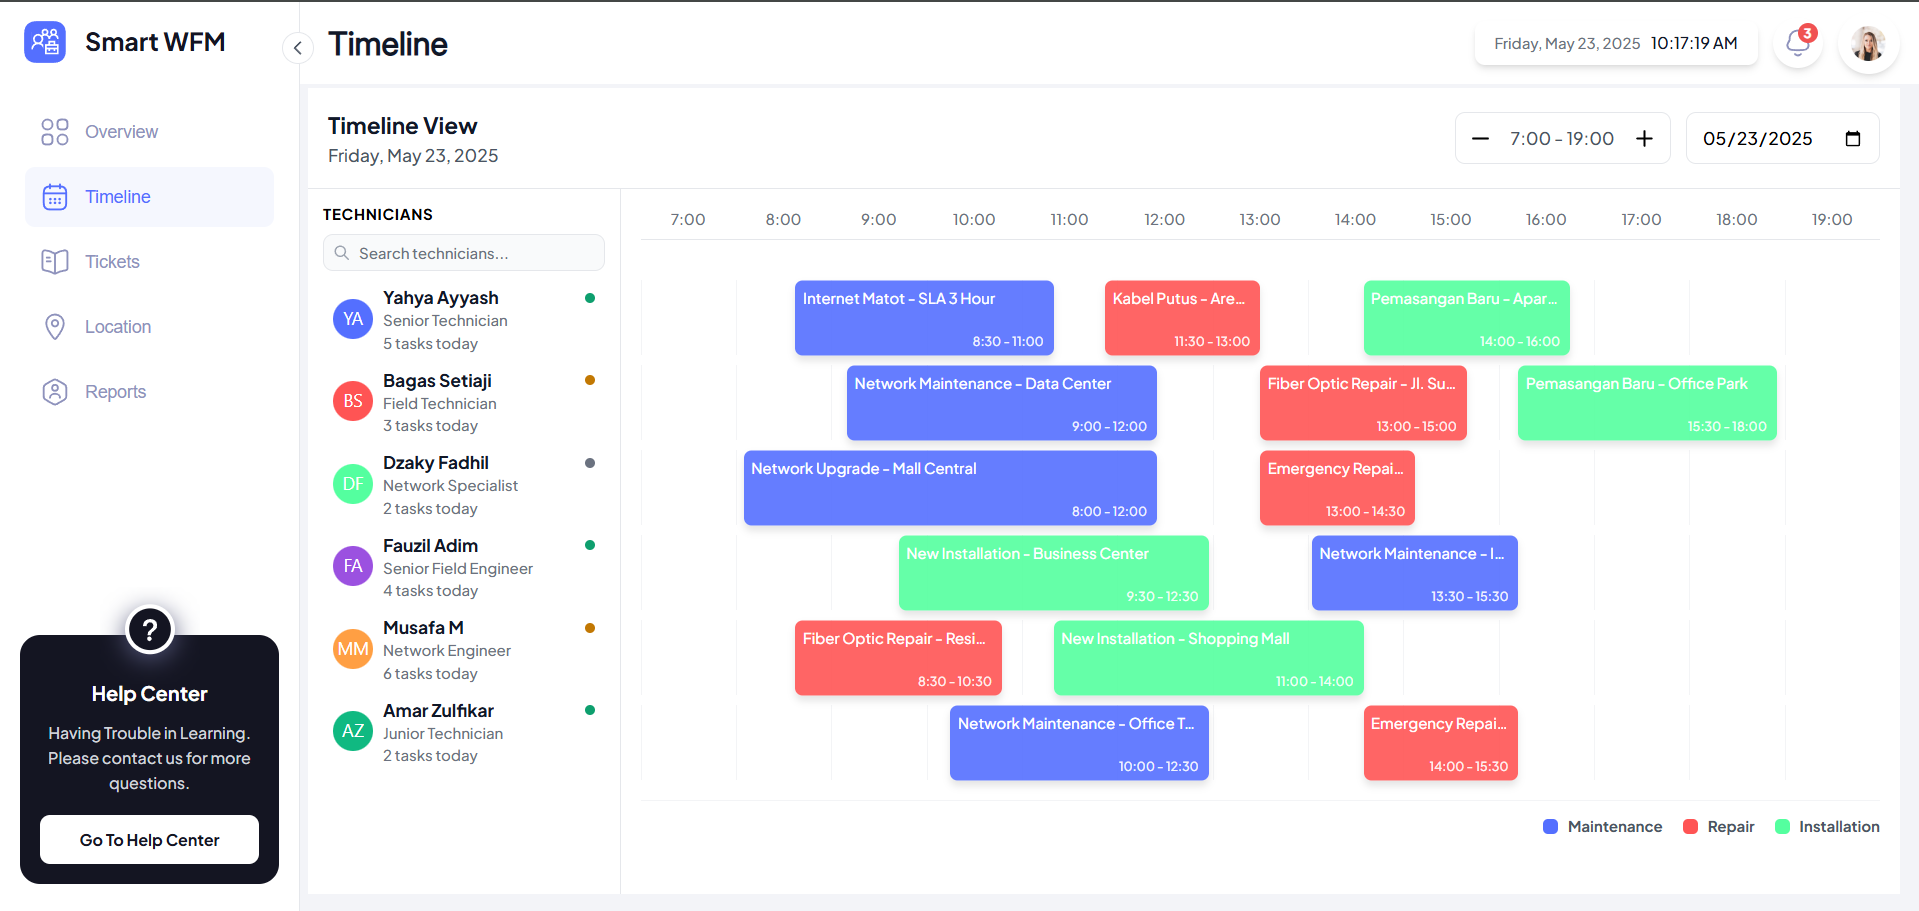 Smart WFM
Timeline
Friday, May 23, 2025 10:17:19 AM
3
Overview
Timeline
Tickets
Location
Reports
?
Help Center
Having Trouble in Learning.
Please contact us for more
questions.
Go To Help Center
Timeline View
Friday, May 23, 2025
7:00 - 19:00
05/23/2025
TECHNICIANS
Search technicians...
7:00 8:00 9:00 10:00 11:00 12:00 13:00 14:00 15:00 16:00 17:00 18:00 19:00
YA
Yahya Ayyash
Senior Technician
5 tasks today
Internet Matot - SLA 3 Hour
8:30 - 11:00
Kabel Putus - Are...
11:30 - 13:00
Pemasangan Baru - Apar...
14:00 - 16:00
BS
Bagas Setiaji
Field Technician
3 tasks today
Network Maintenance - Data Center
9:00 - 12:00
Fiber Optic Repair - Jl. Su...
13:00 - 15:00
Pemasangan Baru - Office Park
15:30 - 18:00
DF
Dzaky Fadhil
Network Specialist
2 tasks today
Network Upgrade - Mall Central
8:00 - 12:00
Emergency Repai...
13:00 - 14:30
FA
Fauzil Adim
Senior Field Engineer
4 tasks today
New Installation - Business Center
9:30 - 12:30
Network Maintenance - I...
13:30 - 15:30
MM
Musafa M
Network Engineer
6 tasks today
Fiber Optic Repair - Resi...
8:30 - 10:30
New Installation - Shopping Mall
11:00 - 14:00
AZ
Amar Zulfikar
Junior Technician
2 tasks today
Network Maintenance - Office T...
10:00 - 12:30
Emergency Repai...
14:00 - 15:30
Maintenance Repair Installation